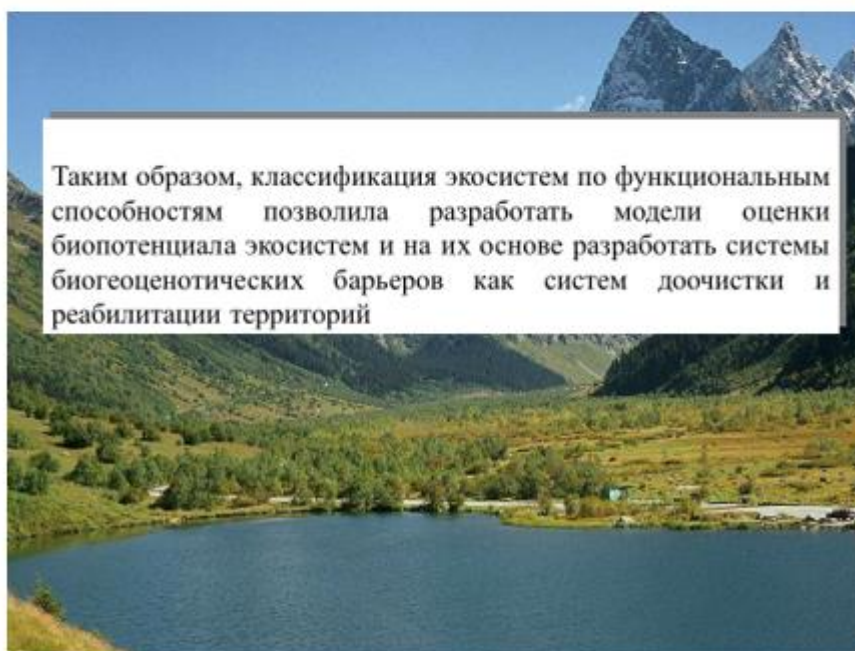 Таким образом, классификация экосистем по функциональным
способностям позволила разработать модели оценки
биопотенциала экосистем и на их основе разработать системы
биогеоценотических барьеров как систем доочистки и
реабилитации территорий